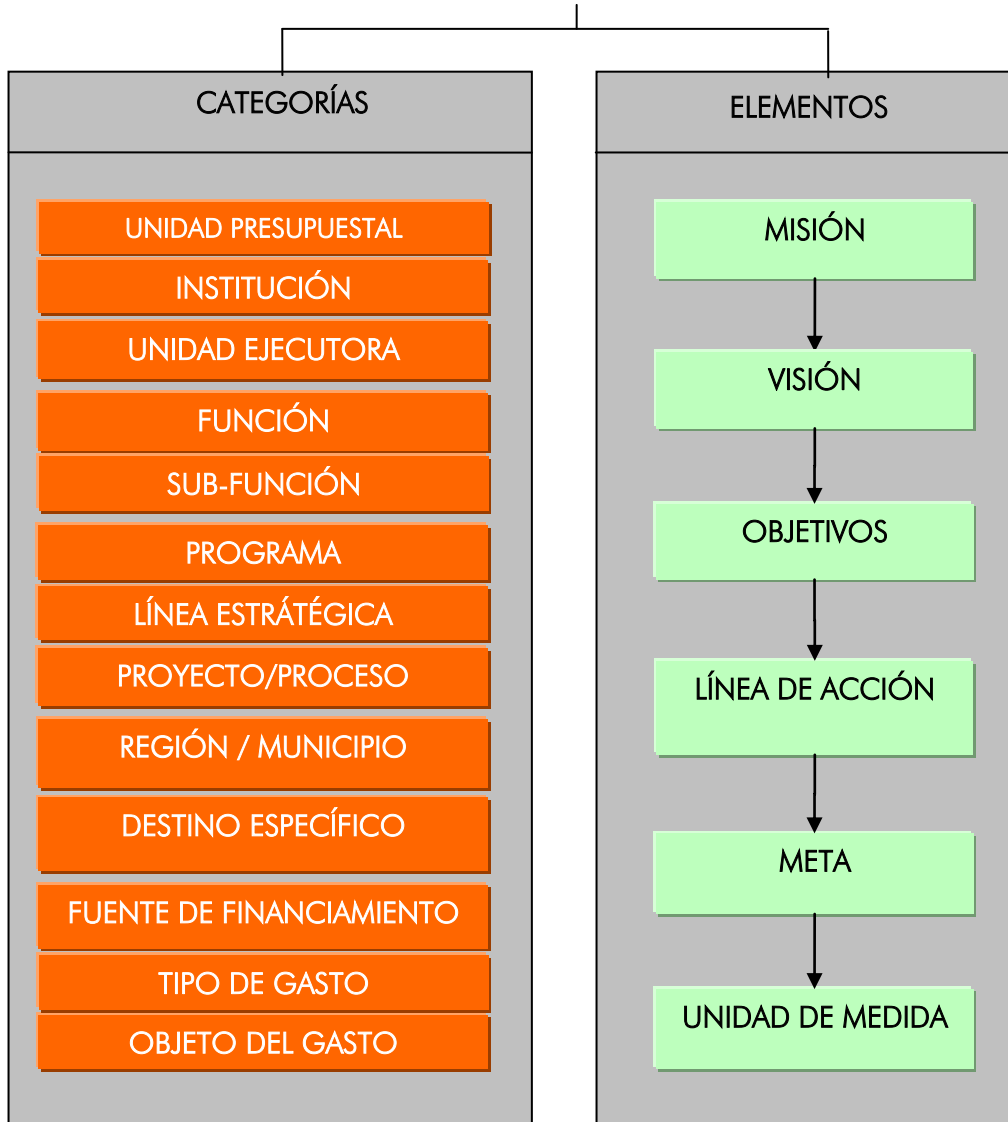 CATEGORÍAS
UNIDAD PRESUPUESTAL
INSTITUCIÓN
UNIDAD EJECUTORA
FUNCIÓN
SUB-FUNCIÓN
PROGRAMA
LÍNEA ESTRÁTÉGICA
PROYECTO/PROCESO
REGIÓN / MUNICIPIO
DESTINO ESPECÍFICO
FUENTE DE FINANCIAMIENTO
TIPO DE GASTO
OBJETO DEL GASTO
ELEMENTOS
MISIÓN
VISIÓN
OBJETIVOS
LÍNEA DE ACCIÓN
META
UNIDAD DE MEDIDA